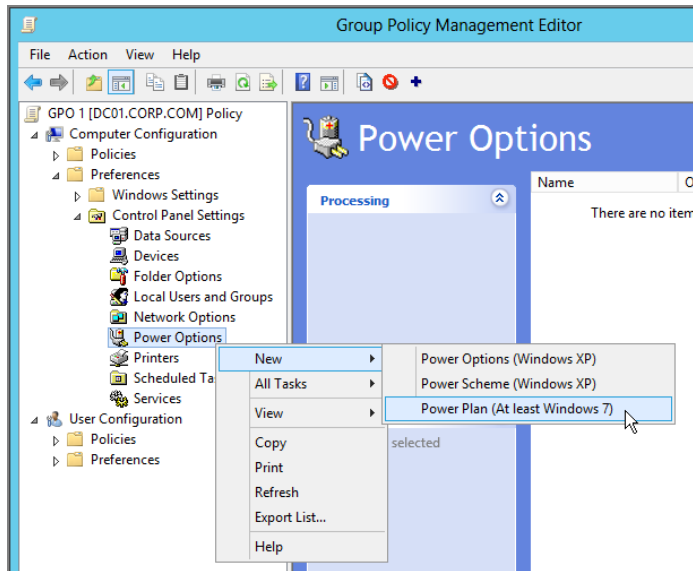 Group Policy Management Editor
File Action View Help
GPO 1 [DC01.CORP.COM] Policy
Computer Configuration
Policies
Preferences
Windows Settings
Control Panel Settings
Data Sources
Devices
Folder Options
Local Users and Groups
Network Options
Power Options
Printers
Scheduled Ta
Services
User Configuration
Policies
Preferences
Power Options
Processing
Name O
There are no item
selected
New
All Tasks
View
Copy
Print
Refresh
Export List...
Help
Power Options (Windows XP)
Power Scheme (Windows XP)
Power Plan (At least Windows 7)